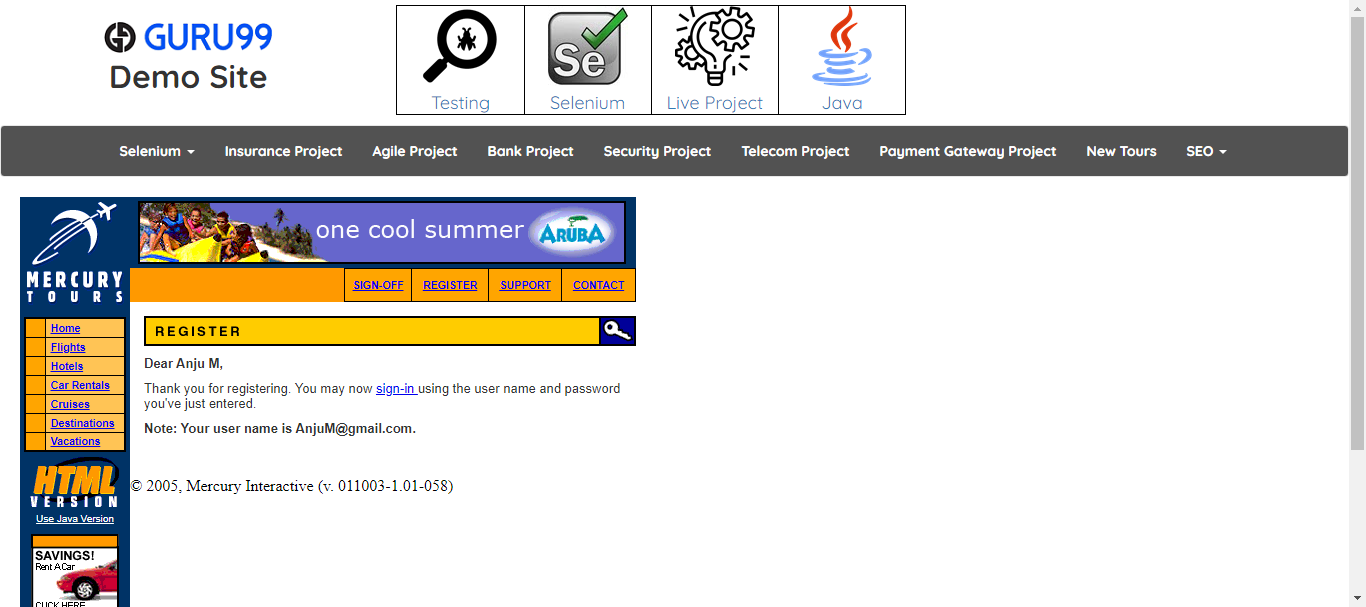 GURU99
Demo Site
Testing
Selenium
Live Project
Java
Selenium
Insurance Project
Agile Project
Bank Project
Security Project
Telecom Project
Payment Gateway Project
New Tours
SEO
MERCURY
TOURS
one cool summer
ARUBA
SIGN-OFF
REGISTER
SUPPORT
CONTACT
Home
Flights
Hotels
Car Rentals
Cruises
Destinations
Vacations
REGISTER
Dear Anju M,
Thank you for registering. You may now sign-in using the user name and password
you've just entered.
Note: Your user name is AnjuM@gmail.com.
HTML
VERSION
Use Java Version
© 2005, Mercury Interactive (v. 011003-1.01-058)
SAVINGS!
Rent A Car
CLICK HERE